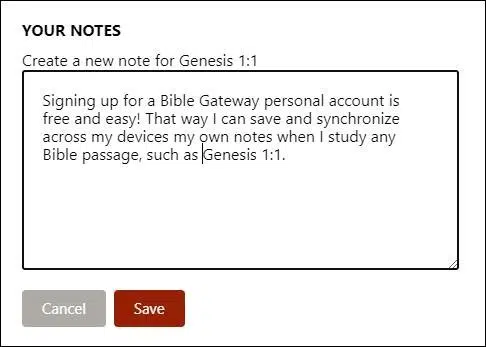 YOUR NOTES
Create a new note for Genesis 1:1
Signing up for a Bible Gateway personal account is
free and easy! That way I can save and synchronize
across my devices my own notes when I study any
Bible passage, such as Genesis 1:1.
Cancel Save